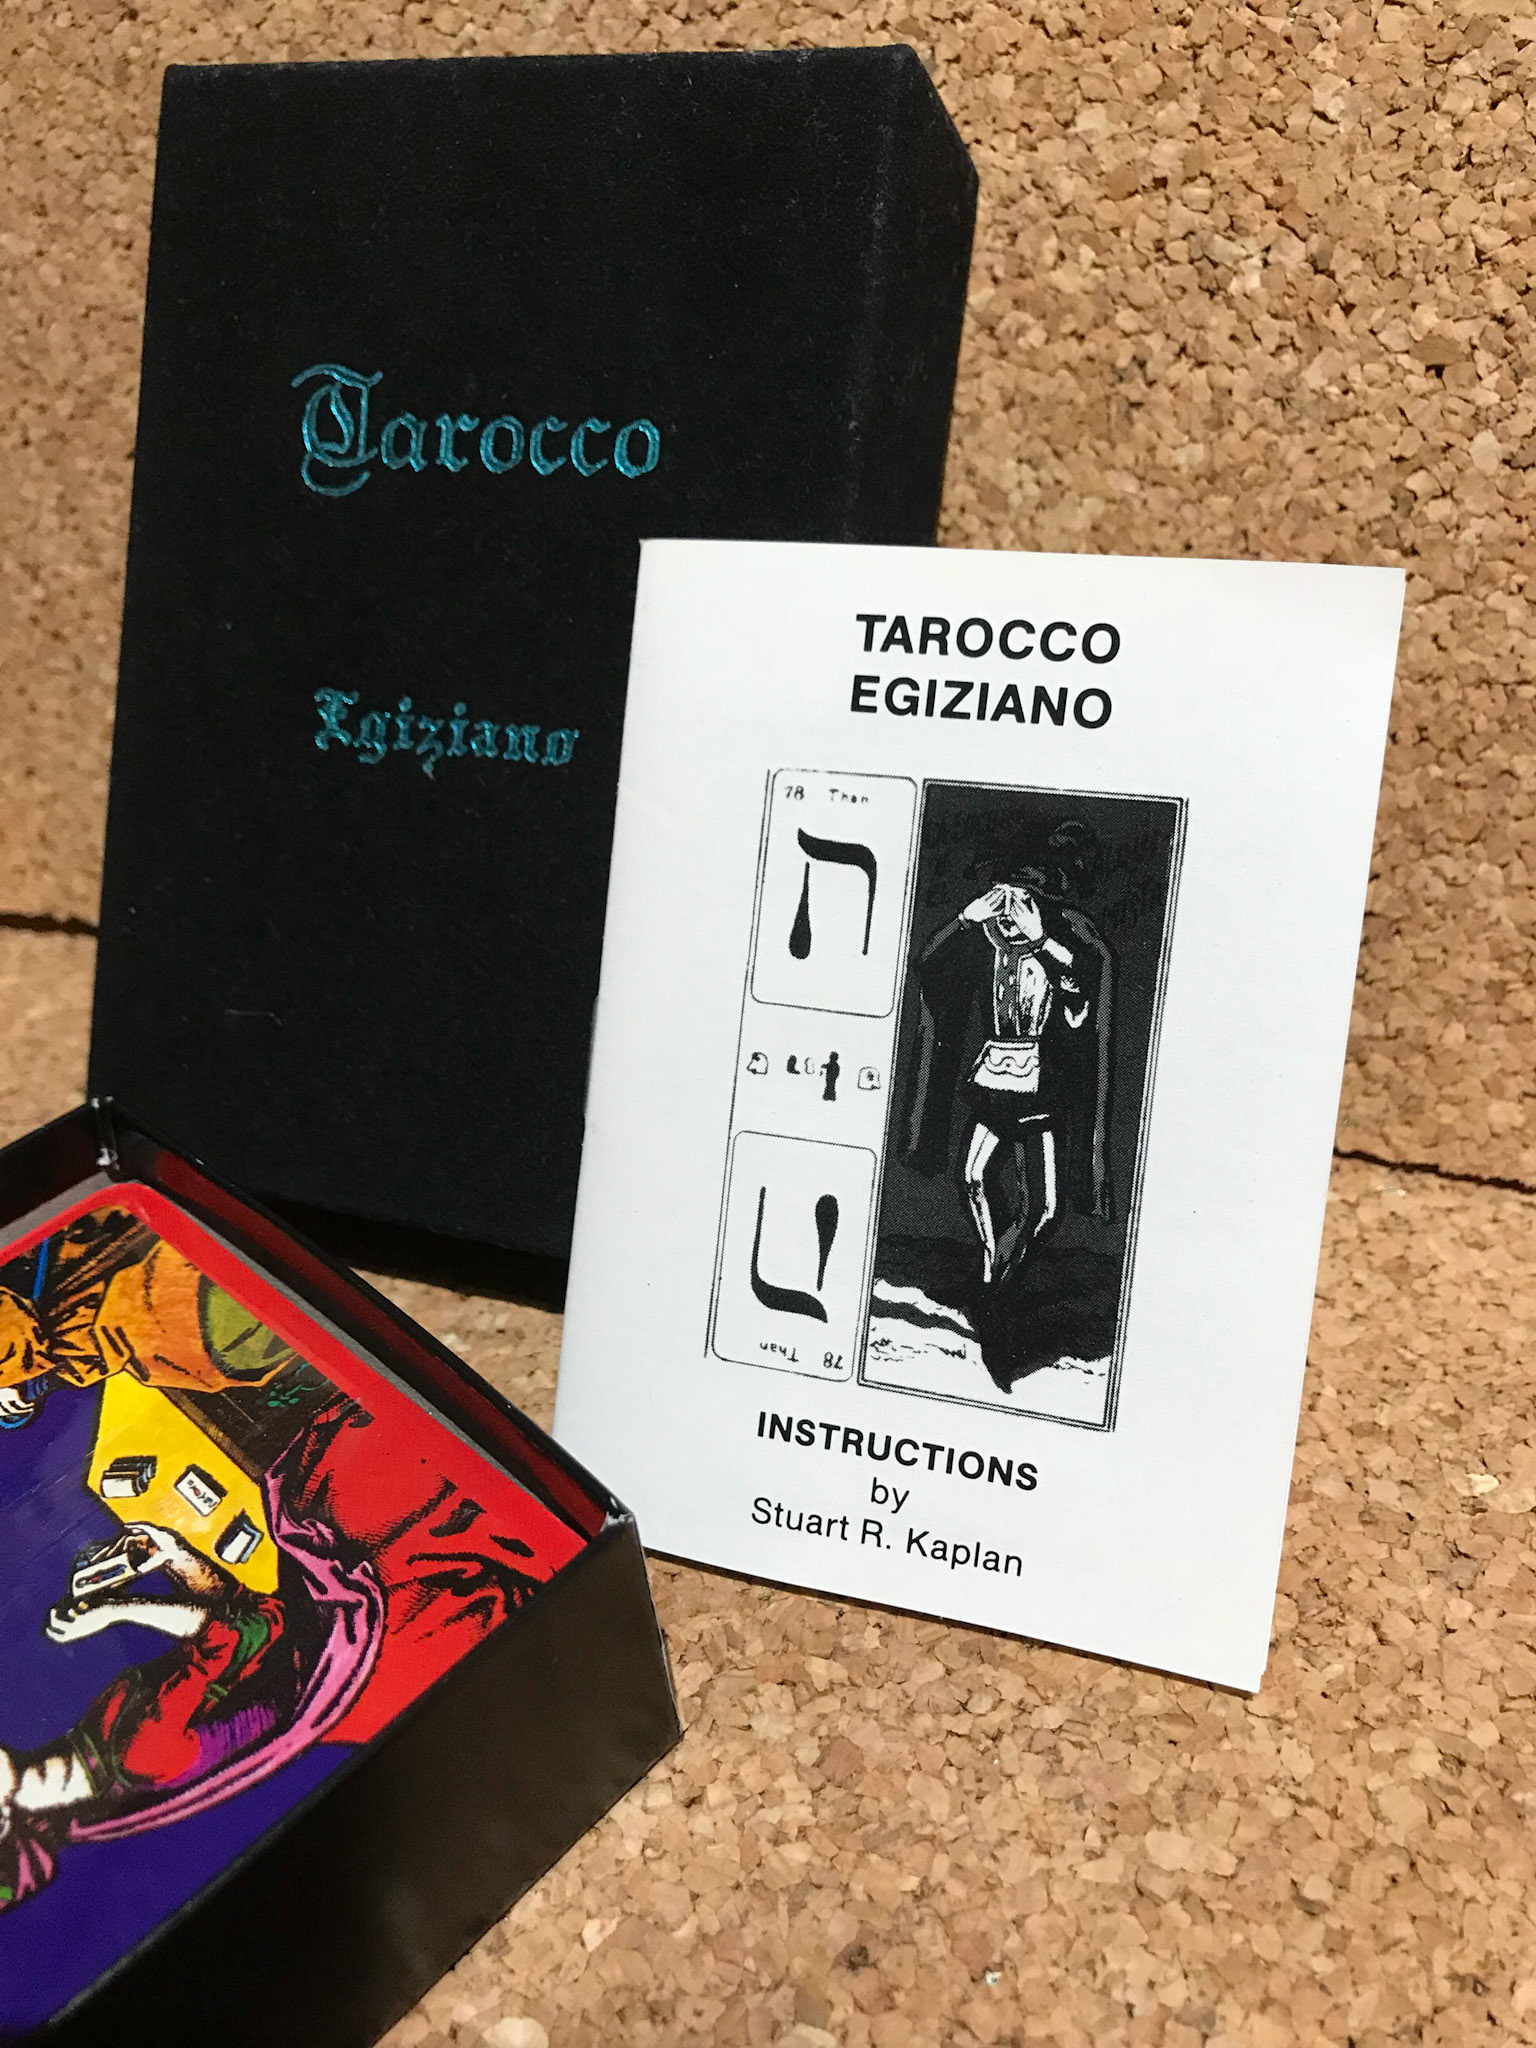 Tarocco
Egiziano
TAROCCO
EGIZIANO
78 Than
ת
ת
78 Than
INSTRUCTIONS
by
Stuart R. Kaplan